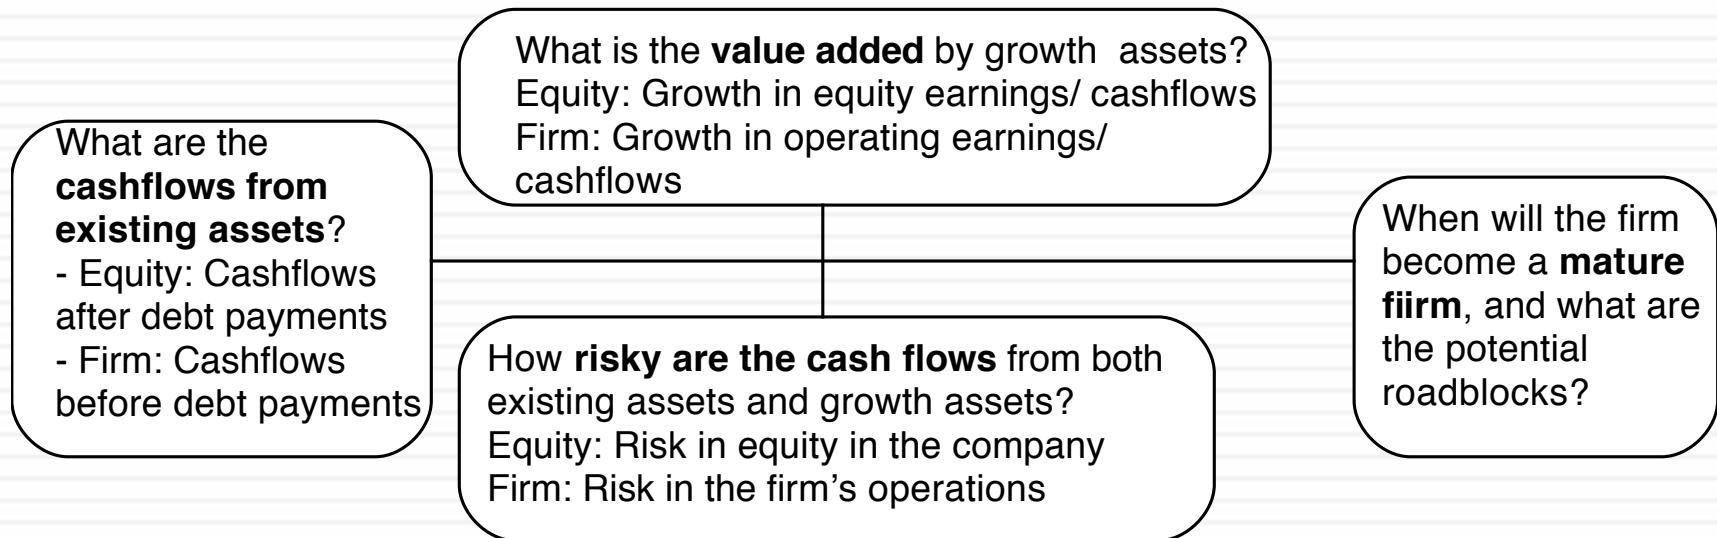 What is the value added by growth  assets?
Equity: Growth in equity earnings/ cashflows
Firm: Growth in operating earnings/
cashflows
What are the
cashflows from
existing assets?
- Equity: Cashflows
after debt payments
- Firm: Cashflows
before debt payments
When will the firm
become a mature
fiirm, and what are
the potential
roadblocks?
How risky are the cash flows from both
existing assets and growth assets?
Equity: Risk in equity in the company
Firm: Risk in the firm’s operations